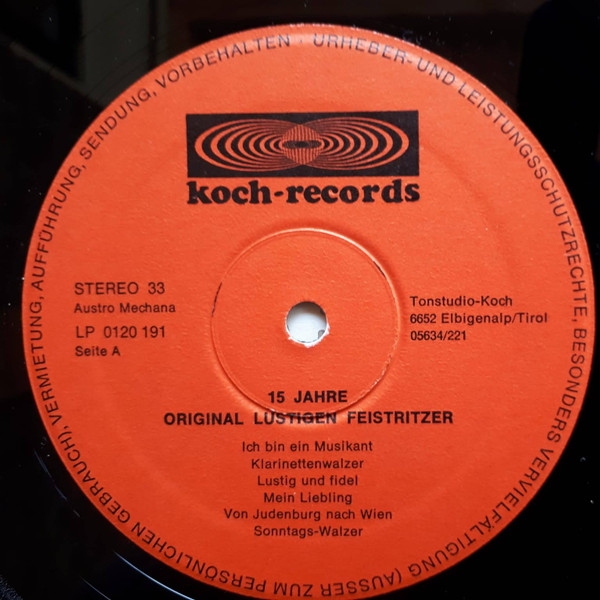 URHEBER- UND LEISTUNGSSCHUTZRECHTE, BESONDERS VERVIELFÄLTIGUNG (AUSSER ZUM PERSÖNLICHEN GEBRAUCH), VERMIETUNG, AUFFÜHRUNG, SENDUNG, VORBEHALTEN
koch-records
STEREO 33
Austro Mechana
LP 0120 191
Seite A
Tonstudio-Koch
6652 Elbigenalp/Tirol
05634/221
15 JAHRE
ORIGINAL LUSTIGEN FEISTRITZER
Ich bin ein Musikant
Klarinettenwalzer
Lustig und fidel
Mein Liebling
Von Judenburg nach Wien
Sonntags-Walzer